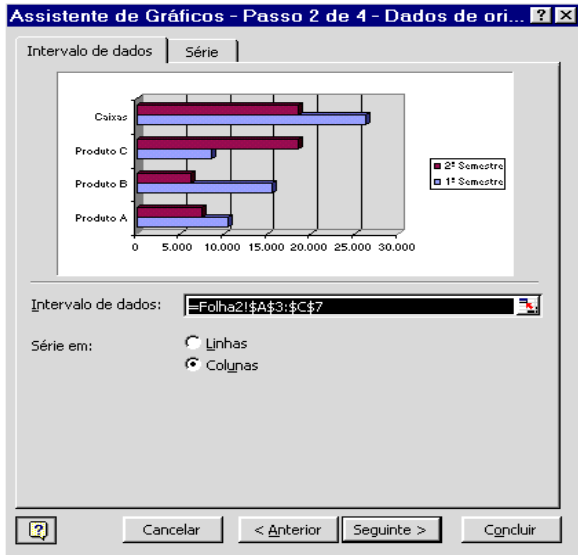 Assistente de Gráficos - Passo 2 de 4 - Dados de ori...
Intervalo de dados
Série
Caixas
Produto C
Produto B
Produto A
0 5.000 10.000 15.000 20.000 25.000 30.000
2º Semestre
1º Semestre
Intervalo de dados:
=Folha2!$A$3:$C$7
Série em:
Linhas
Colunas
Cancelar
< Anterior
Seguinte >
Concluir